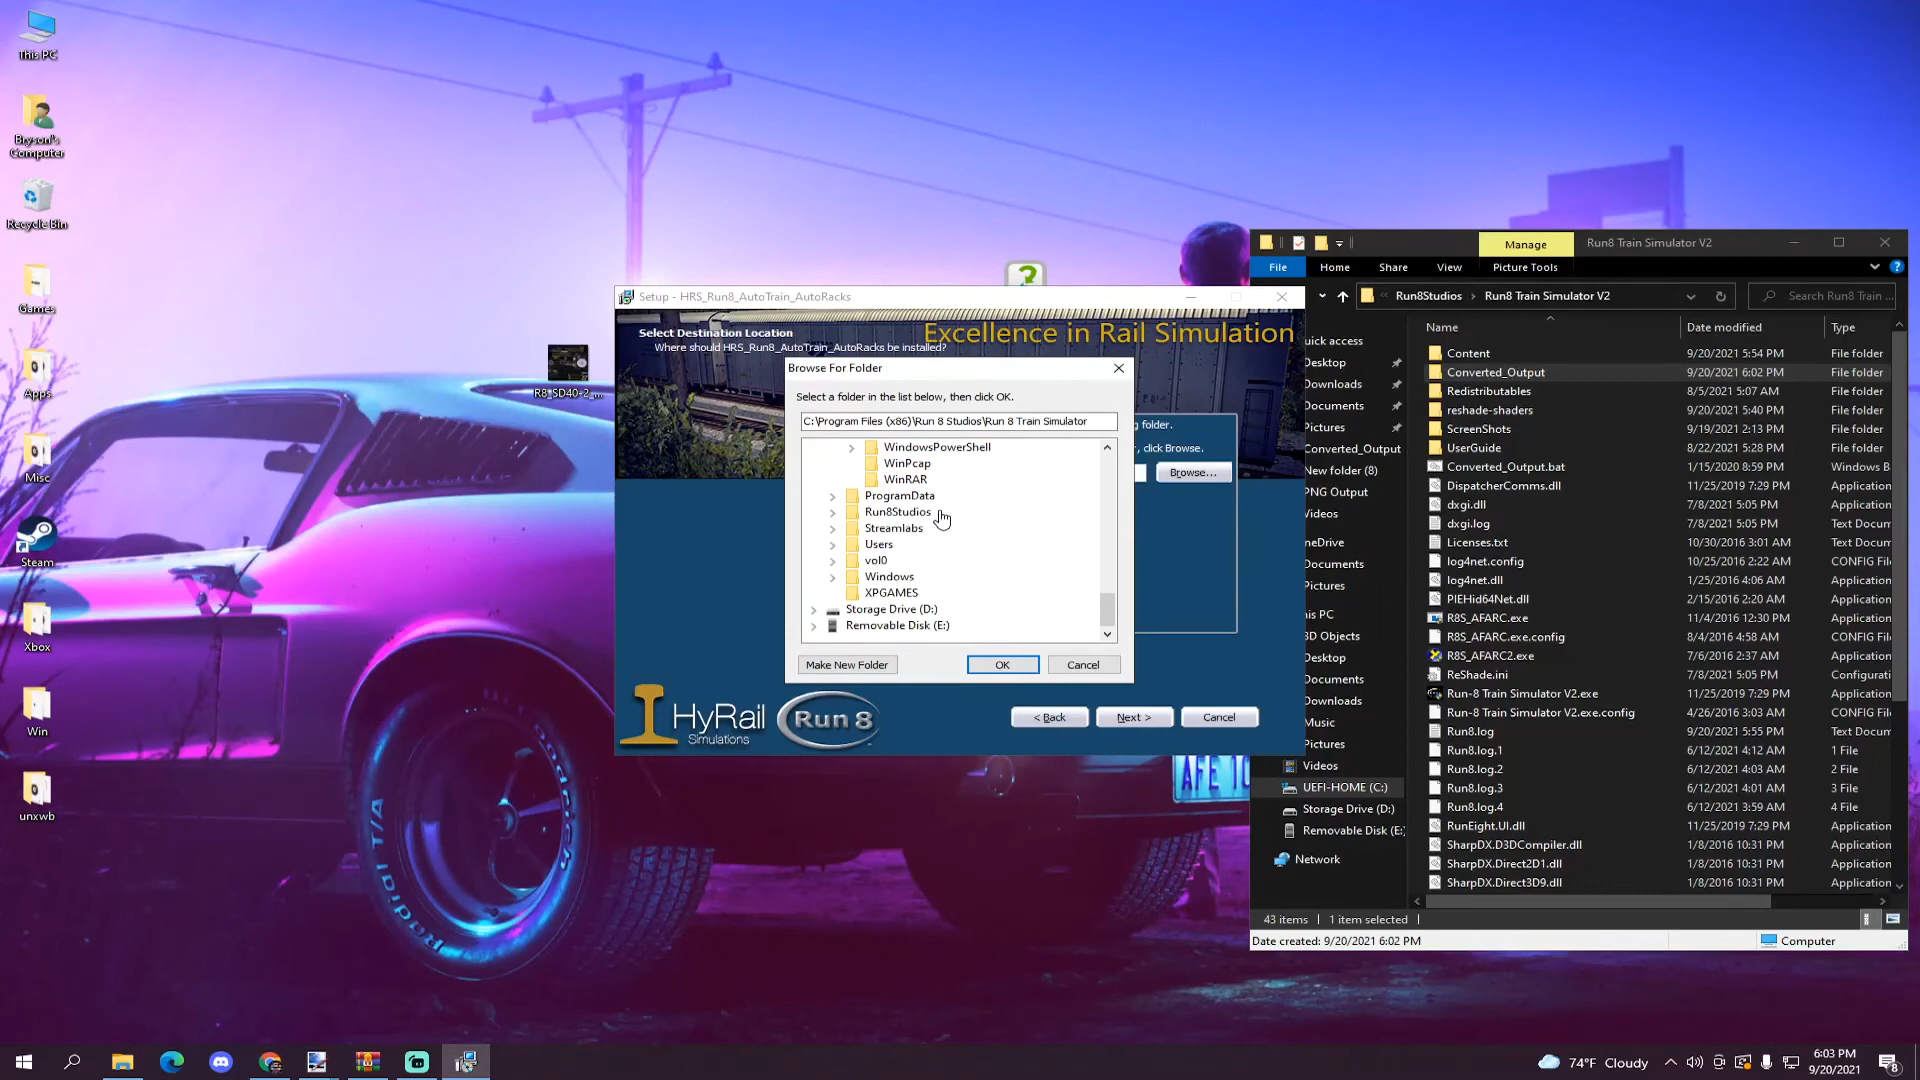 This PC
Bryson's
Computer
Recycle Bin
Games
Apps
Misc
Steam
Xbox
Win
unxwb
R8_SD40-2_...
Setup - HRS_Run8_AutoTrain_AutoRacks
Select Destination Location
Where should HRS_Run8_AutoTrain_AutoRacks be installed?
Excellence in Rail Simulation
Browse For Folder
Select a folder in the list below, then click OK.
C:\Program Files (x86)\Run 8 Studios\Run 8 Train Simulator
WindowsPowerShell
WinPcap
WinRAR
ProgramData
Run8Studios
Streamlabs
Users
vol0
Windows
XPGAMES
Storage Drive (D:)
Removable Disk (E:)
Make New Folder
OK
Cancel
g folder.
, click Browse.
Browse...
HyRail
Simulations
Run 8
< Back
Next >
Cancel
Radial T/A
odrich
AFE 10
Manage
Run8 Train Simulator V2
File
Home
Share
View
Picture Tools
Run8Studios
Run8 Train Simulator V2
Search Run8 Train ...
uick access
Desktop
Downloads
Documents
Pictures
Converted_Output
New folder (8)
PNG Output
Videos
neDrive
Documents
Pictures
his PC
3D Objects
Desktop
Documents
Downloads
Music
Pictures
Videos
UEFI-HOME (C:)
Storage Drive (D:)
Removable Disk (E:
Network
Name Date modified Type
Content 9/20/2021 5:54 PM File folder
Converted_Output 9/20/2021 6:02 PM File folder
Redistributables 8/5/2021 5:07 AM File folder
reshade-shaders 9/20/2021 5:40 PM File folder
ScreenShots 9/19/2021 2:13 PM File folder
UserGuide 8/22/2021 5:28 PM File folder
Converted_Output.bat 1/15/2020 8:59 PM Windows B
DispatcherComms.dll 11/25/2019 7:29 PM Application
dxgi.dll 7/8/2021 5:05 PM Application
dxgi.log 7/8/2021 5:05 PM Text Docum
Licenses.txt 10/30/2016 3:01 AM Text Docum
log4net.config 10/25/2016 2:22 AM CONFIG File
log4net.dll 1/25/2016 4:06 AM Application
PIEHid64Net.dll 2/15/2016 2:20 AM Application
R8S_AFARC.exe 11/4/2016 12:30 PM Application
R8S_AFARC.exe.config 8/4/2016 4:58 AM CONFIG File
R8S_AFARC2.exe 7/6/2016 2:37 AM Application
ReShade.ini 7/8/2021 5:05 PM Configurati
Run-8 Train Simulator V2.exe 11/25/2019 7:29 PM Application
Run-8 Train Simulator V2.exe.config 4/26/2016 3:03 AM CONFIG File
Run8.log 9/20/2021 5:55 PM Text Docum
Run8.log.1 6/12/2021 4:12 AM 1 File
Run8.log.2 6/12/2021 4:03 AM 2 File
Run8.log.3 6/12/2021 4:01 AM 3 File
Run8.log.4 6/12/2021 3:59 AM 4 File
RunEight.UI.dll 11/25/2019 7:29 PM Application
SharpDX.D3DCompiler.dll 1/8/2016 10:31 PM Application
SharpDX.Direct2D1.dll 1/8/2016 10:31 PM Application
SharpDX.Direct3D9.dll 1/8/2016 10:31 PM Application
43 items
1 item selected
Date created: 9/20/2021 6:02 PM
Computer
74°F Cloudy
6:03 PM
9/20/2021
8